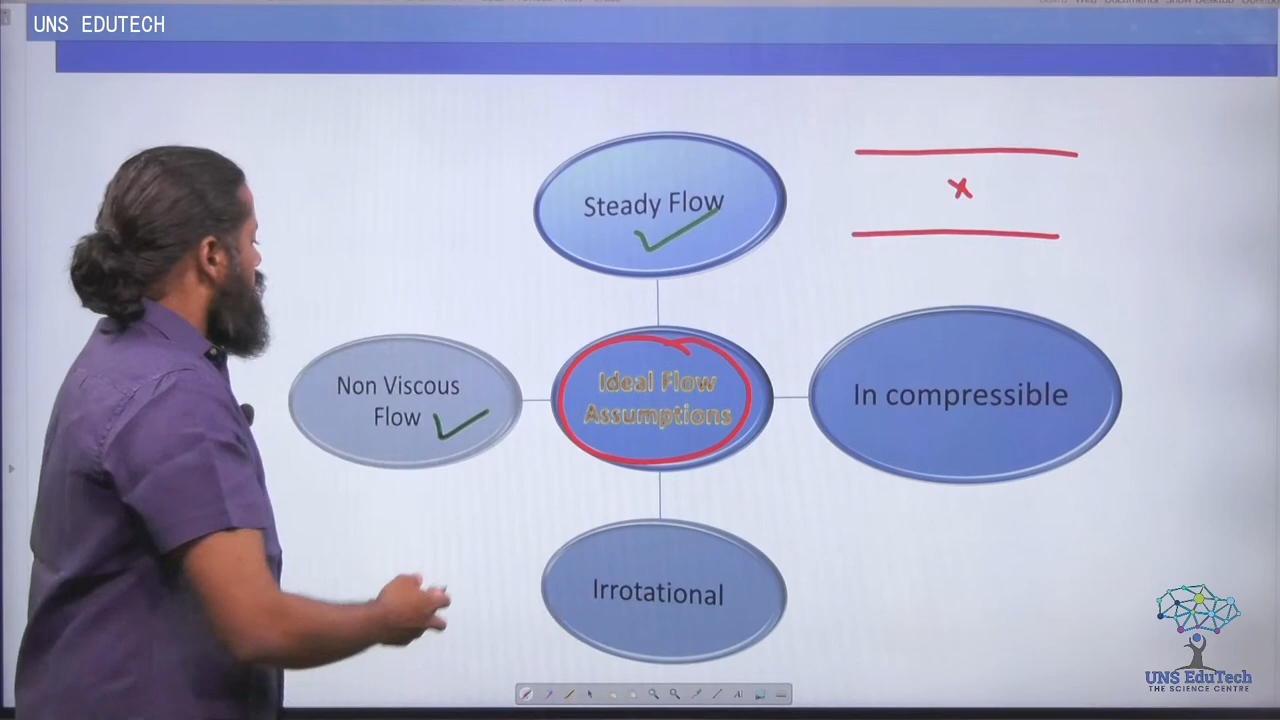 UNS EDUTECH
Steady Flow
Non Viscous
Flow
Ideal Flow
Assumptions
In compressible
Irrotational
UNS EduTech
THE SCIENCE CENTRE